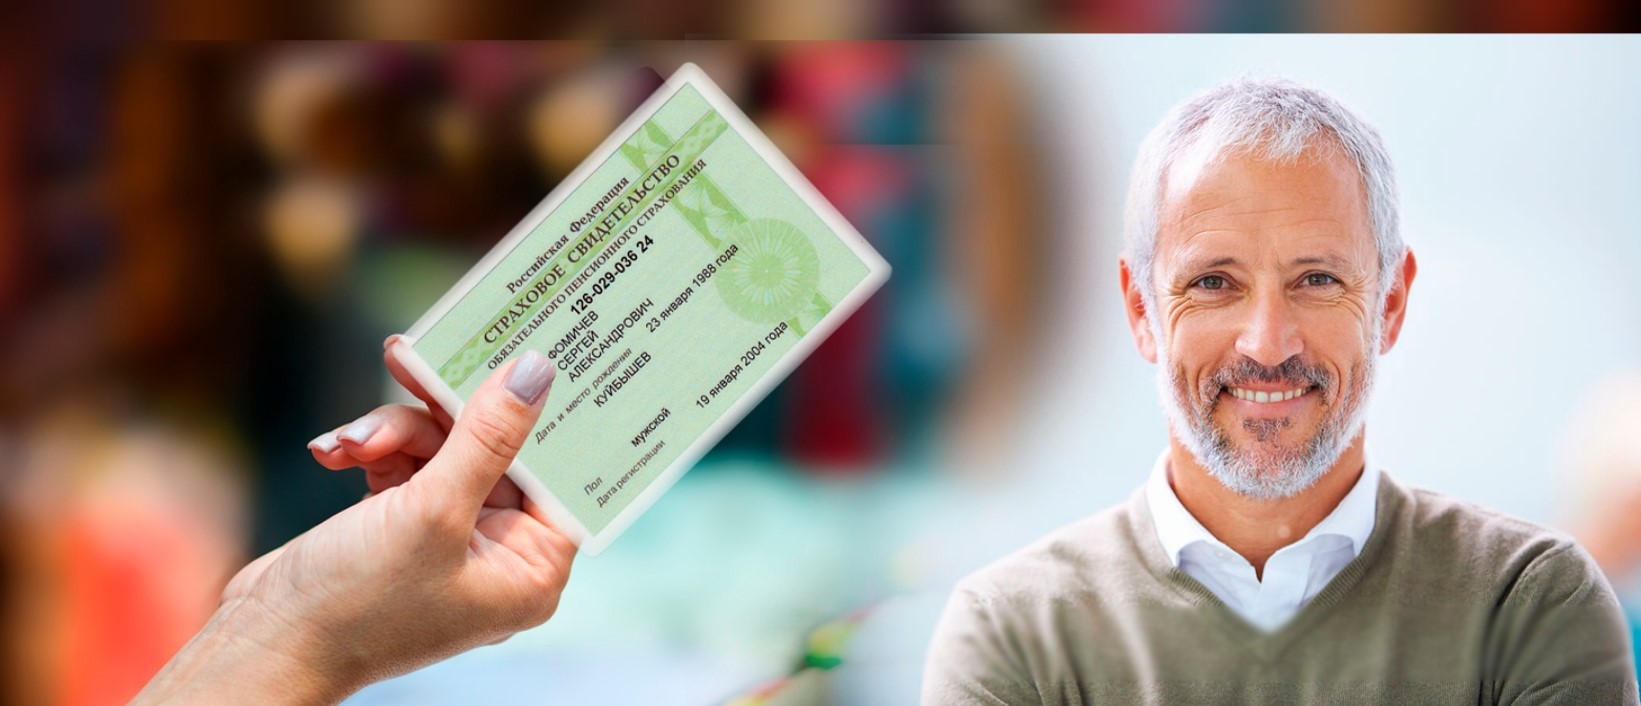 Российская Федерация
СТРАХОВОЕ СВИДЕТЕЛЬСТВО
ОБЯЗАТЕЛЬНОГО ПЕНСИОННОГО СТРАХОВАНИЯ
126-029-036 24
ФОМИЧЕВ
СЕРГЕЙ
АЛЕКСАНДРОВИЧ
Дата и место рождения 23 января 1988 года
КУЙБЫШЕВ
Пол мужской
Дата регистрации 19 января 2004 года